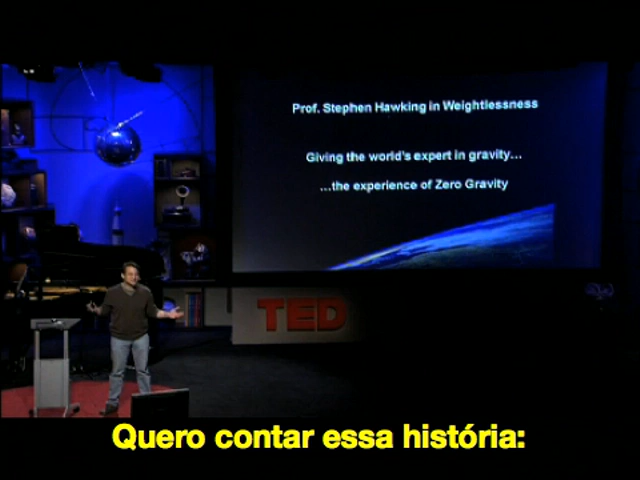 Prof. Stephen Hawking in Weightlessness
Giving the world's expert in gravity...
...the experience of Zero Gravity
TED
Quero contar essa história: